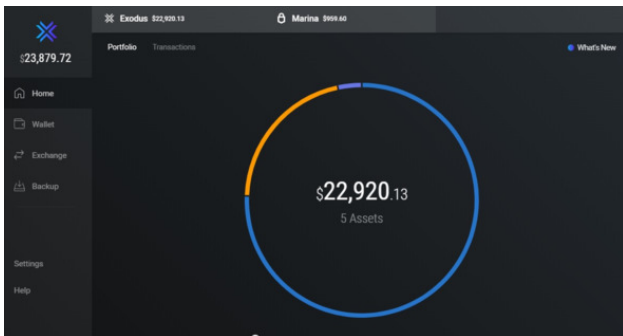 Exodus $22,920.13
Marina $959.60
$23,879.72
Portfolio
Transactions
What's New
Home
Wallet
Exchange
Backup
Settings
Help
$22,920.13
5 Assets